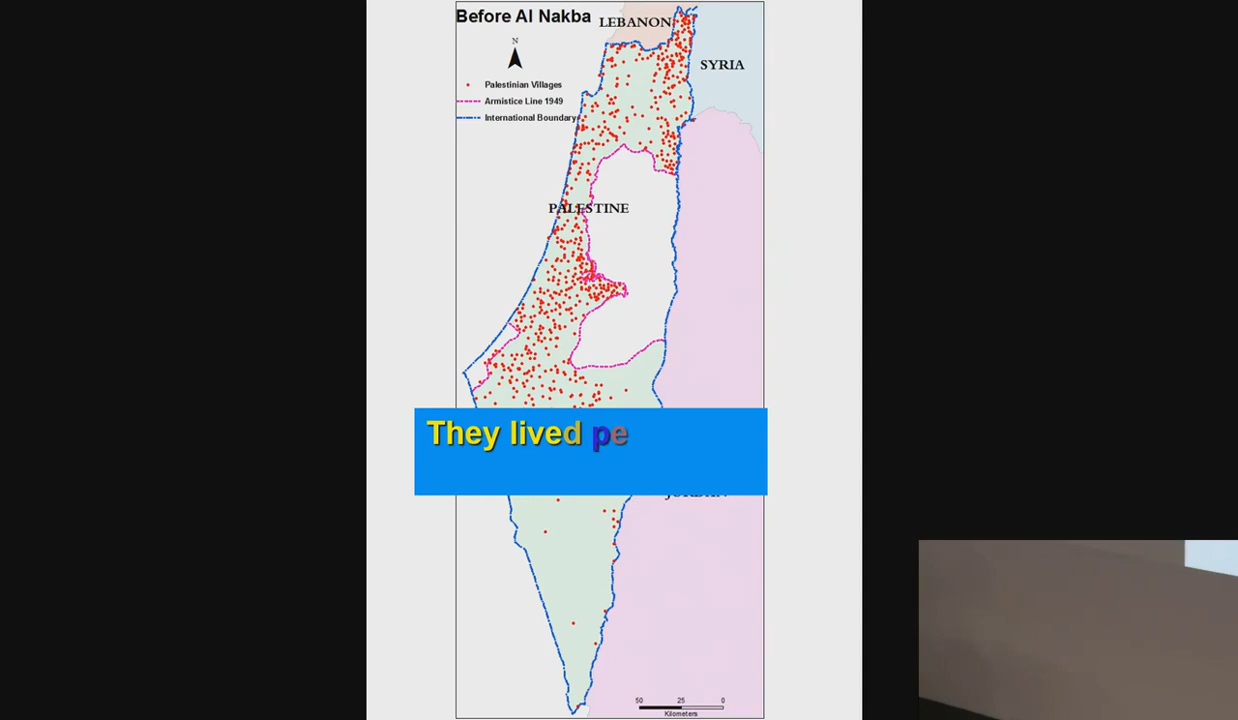 Before Al Nakba
LEBANON
N
SYRIA
Palestinian Villages
Armistice Line 1949
International Boundary
PALESTINE
They lived pe
JORDAN
50 25 0
Kilometers